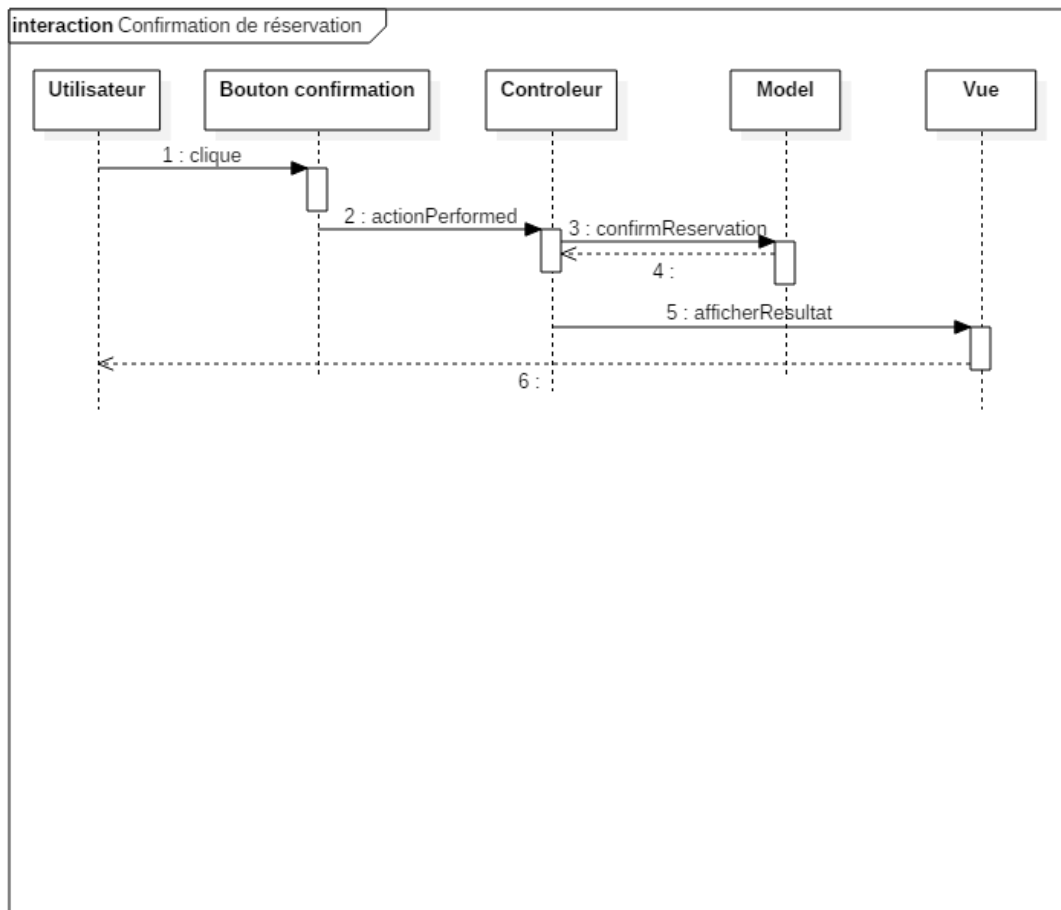 interaction Confirmation de réservation
Utilisateur
Bouton confirmation
Controleur
Model
Vue
1 : clique
2 : actionPerformed
3 : confirmReservation
4 :
5 : afficherResultat
6 :